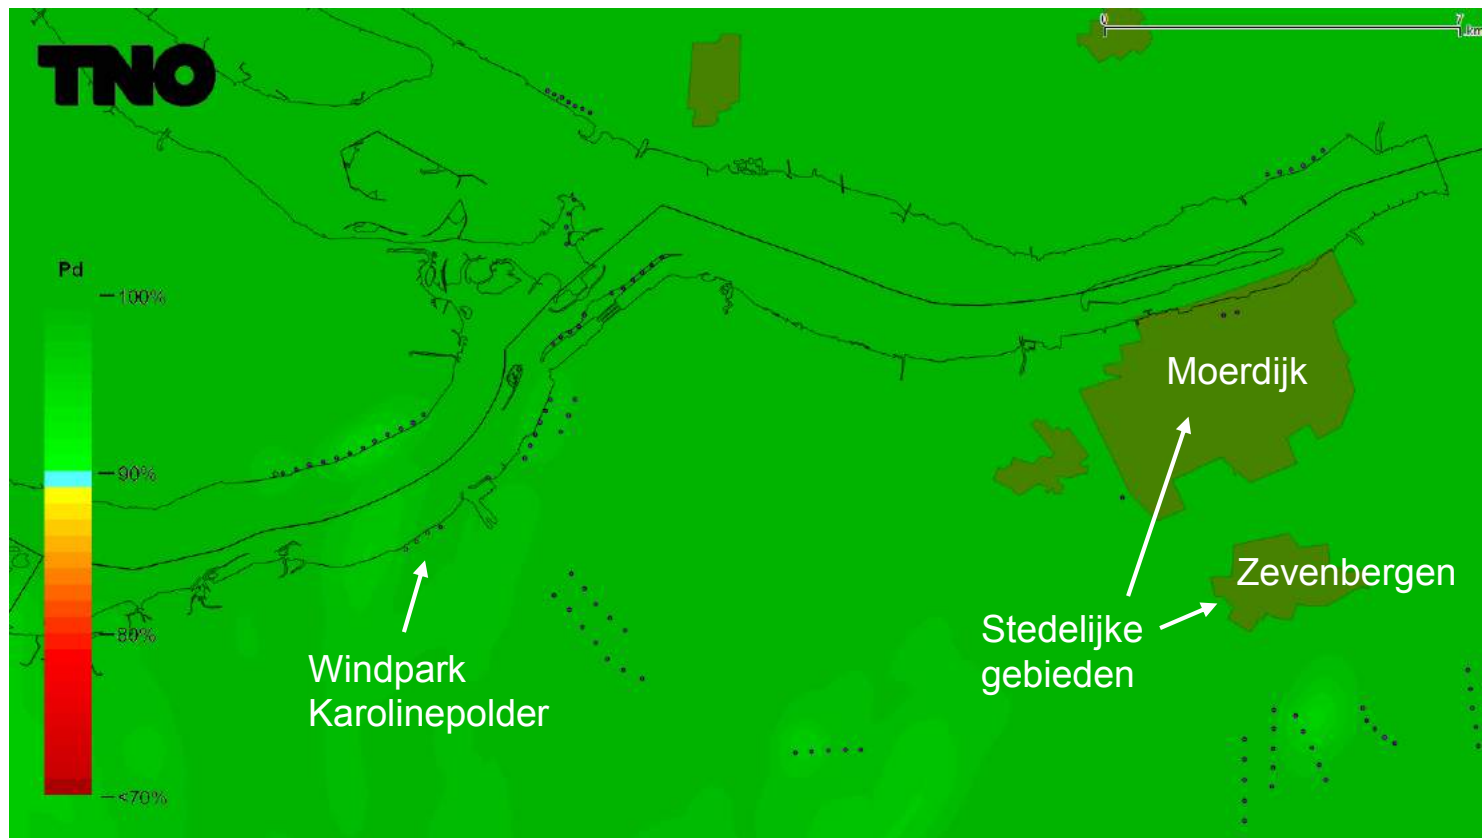 TNO
0 7
km
Pd
100%
90%
80%
<70%
Moerdijk
Zevenbergen
Stedelijke
gebieden
Windpark
Karolinepolder